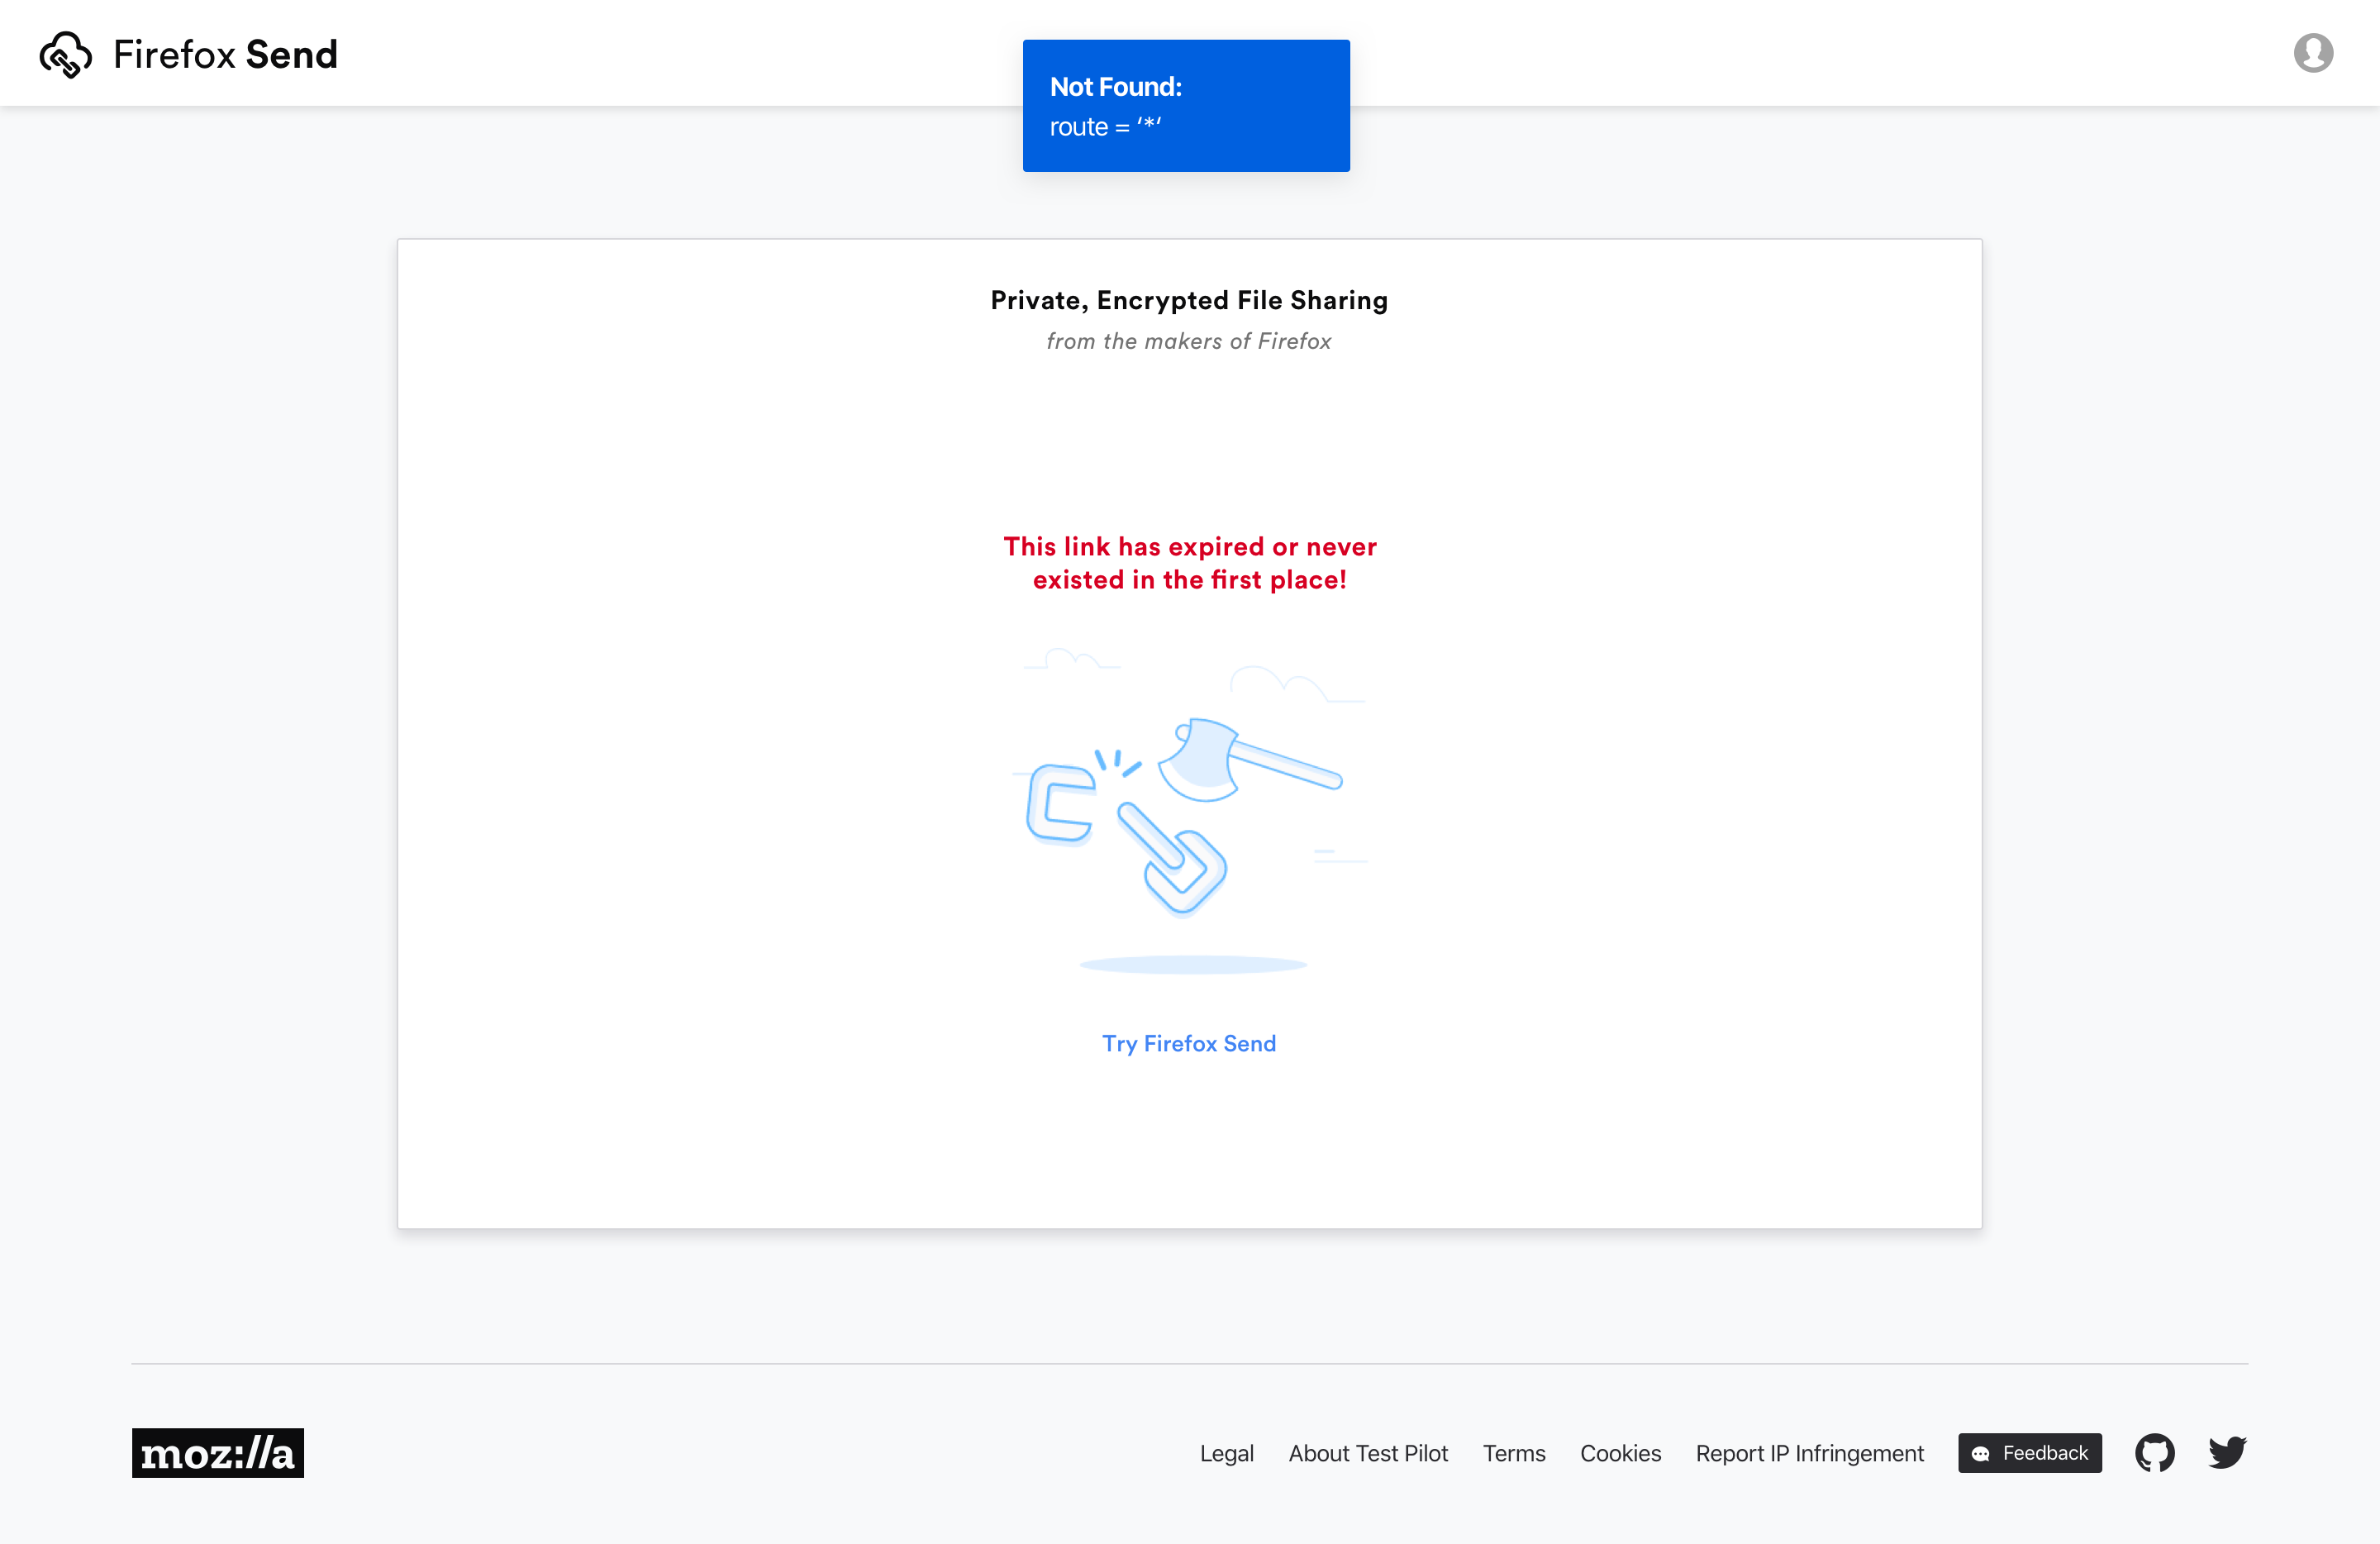 Firefox Send
Not Found:
route = ‘*‘
Private, Encrypted File Sharing
from the makers of Firefox
This link has expired or never
existed in the first place!
Try Firefox Send
moz://a
Legal About Test Pilot Terms Cookies Report IP Infringement Feedback